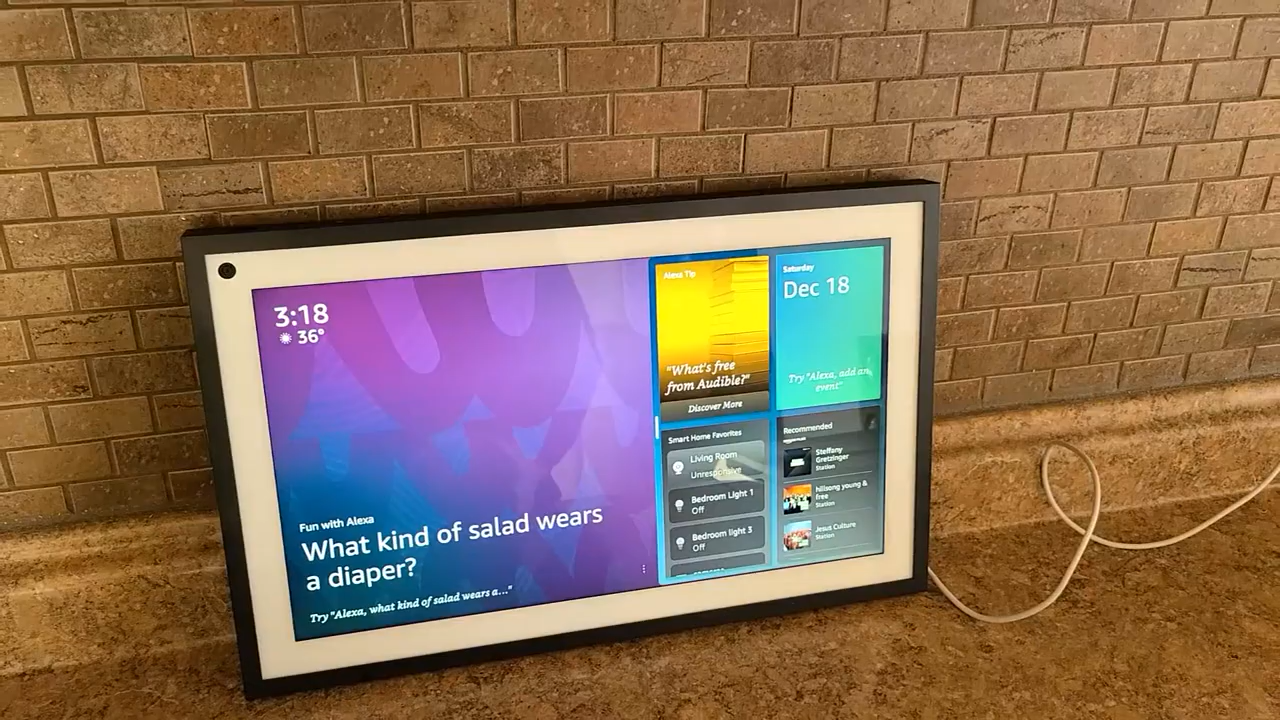 3:18
36°
Fun with Alexa
What kind of salad wears
a diaper?
Try "Alexa, what kind of salad wears a..."
Alexa Tip
"What's free
from Audible?"
Discover More
Saturday
Dec 18
Try "Alexa, add an
event"
Smart Home Favorites
Living Room
Unresponsive
Bedroom Light 1
Off
Bedroom light 3
Off
Recommended
Steffany
Gretzinger
Station
hillsong young &
free
Station
Jesus Culture
Station